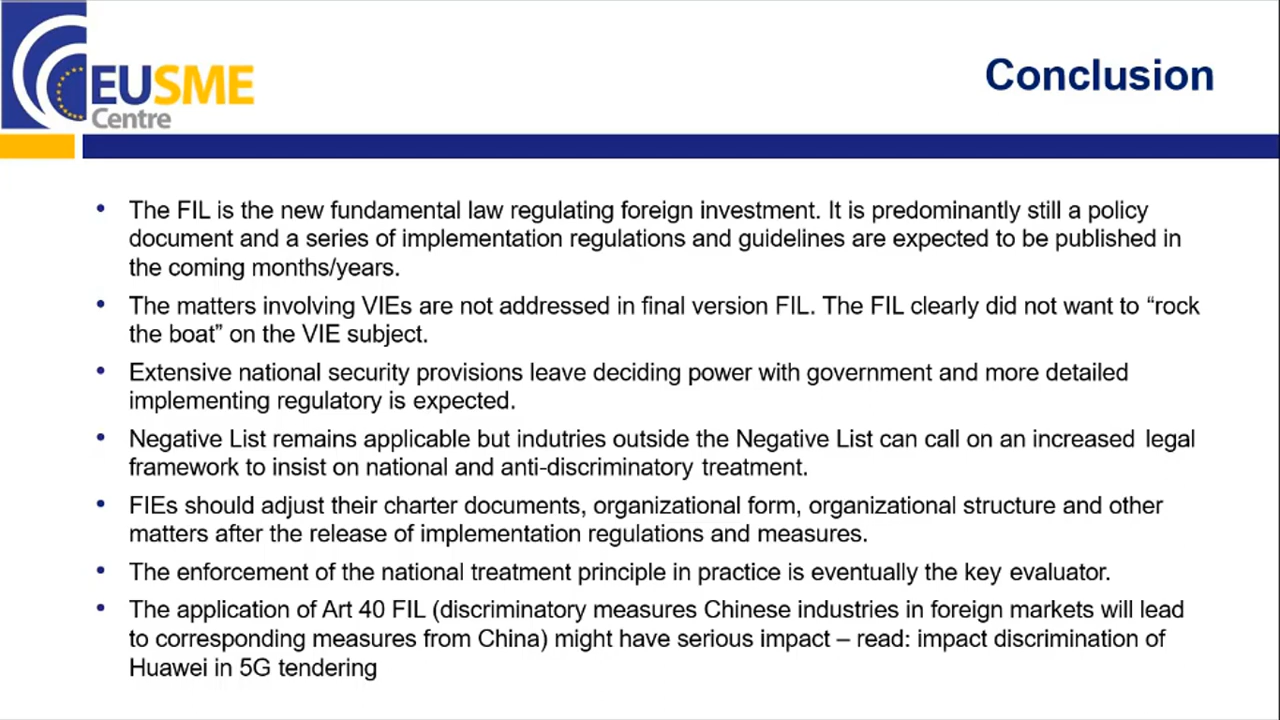 EUSME
Centre
Conclusion
• The FIL is the new fundamental law regulating foreign investment. It is predominantly still a policy
document and a series of implementation regulations and guidelines are expected to be published in
the coming months/years.
• The matters involving VIEs are not addressed in final version FIL. The FIL clearly did not want to “rock
the boat” on the VIE subject.
• Extensive national security provisions leave deciding power with government and more detailed
implementing regulatory is expected.
• Negative List remains applicable but indutries outside the Negative List can call on an increased legal
framework to insist on national and anti-discriminatory treatment.
• FIEs should adjust their charter documents, organizational form, organizational structure and other
matters after the release of implementation regulations and measures.
• The enforcement of the national treatment principle in practice is eventually the key evaluator.
• The application of Art 40 FIL (discriminatory measures Chinese industries in foreign markets will lead
to corresponding measures from China) might have serious impact – read: impact discrimination of
Huawei in 5G tendering